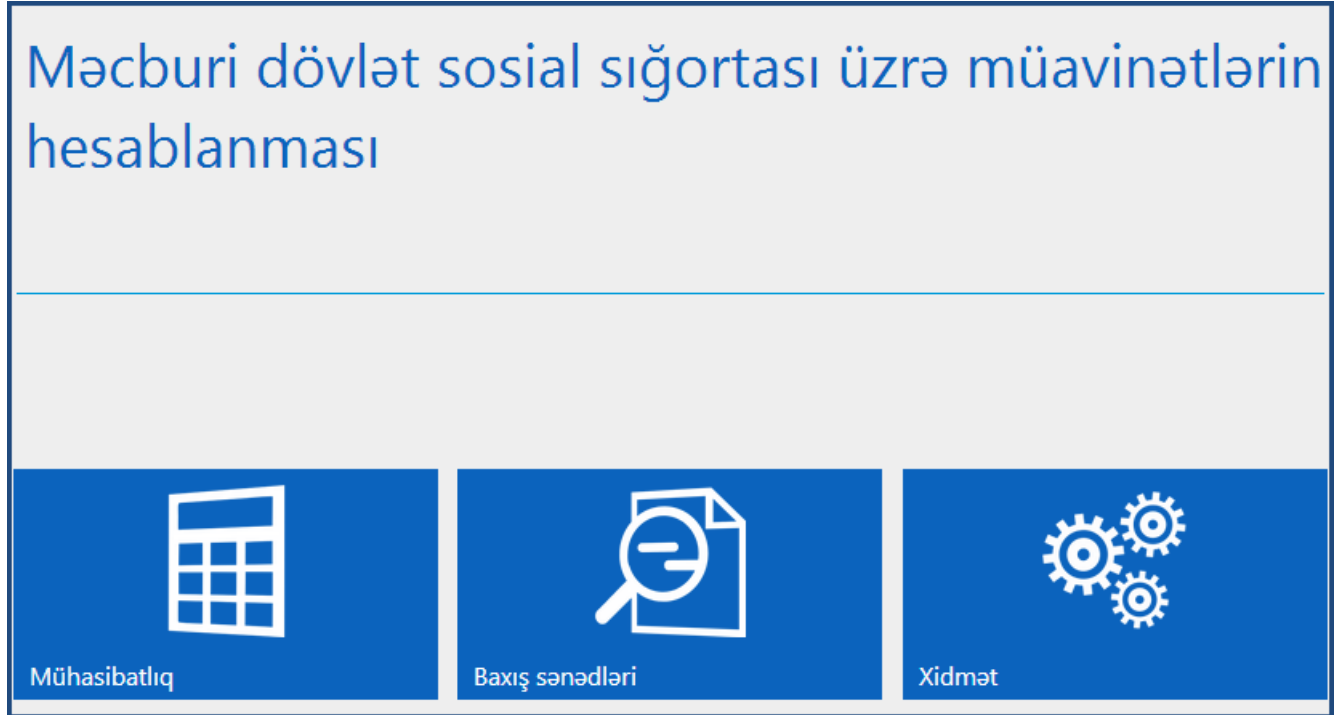 Məcburi dövlət sosial sığortası üzrə müavinətlərin
hesablanması
Mühasibatlıq
Baxış sənədləri
Xidmət